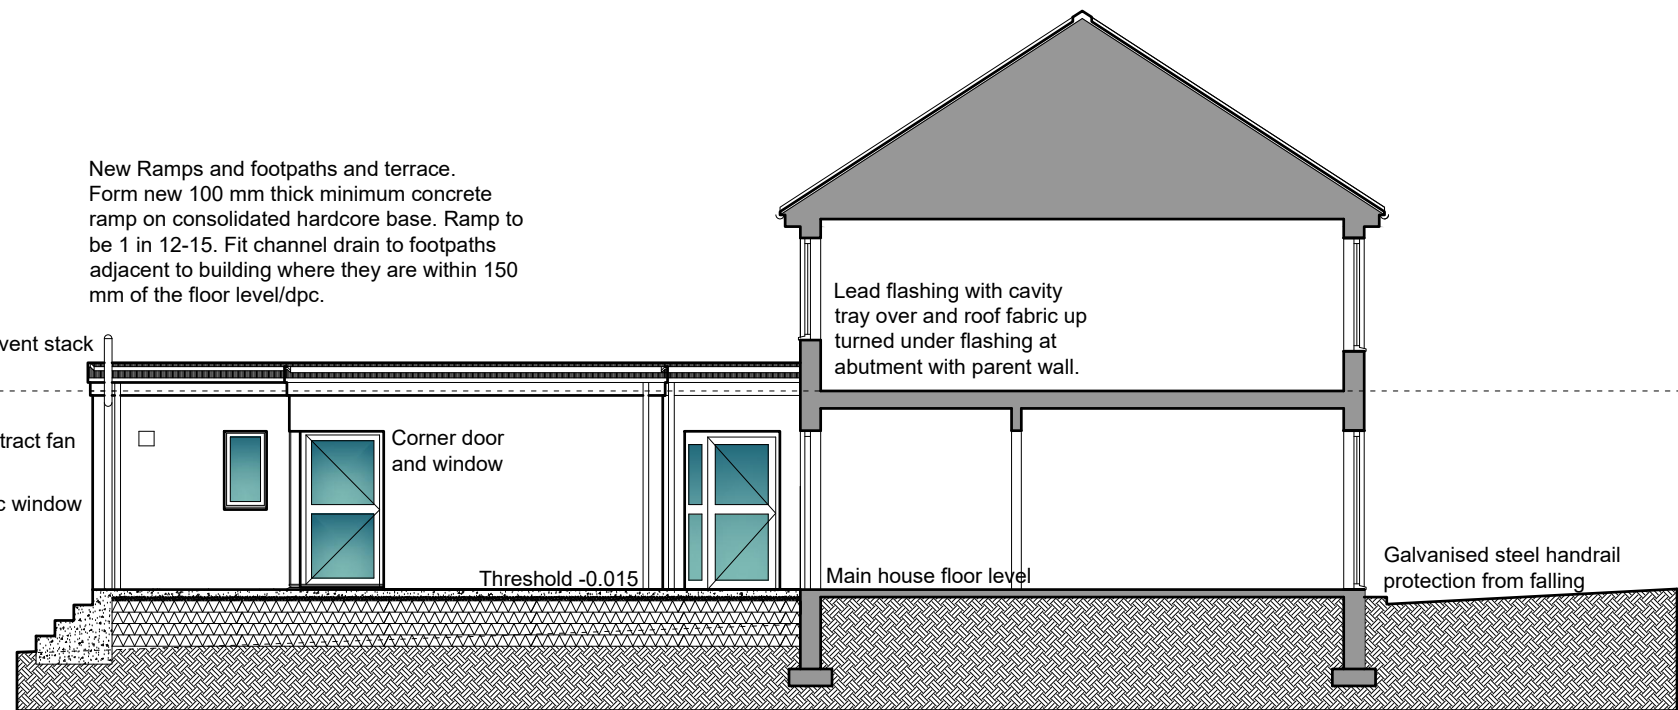 New Ramps and footpaths and terrace.
Form new 100 mm thick minimum concrete
ramp on consolidated hardcore base. Ramp to
be 1 in 12-15. Fit channel drain to footpaths
adjacent to building where they are within 150
mm of the floor level/dpc.
Lead flashing with cavity
tray over and roof fabric up
turned under flashing at
abutment with parent wall.
vent stack
tract fan
c window
Corner door
and window
Threshold -0.015
Main house floor level
Galvanised steel handrail
protection from falling